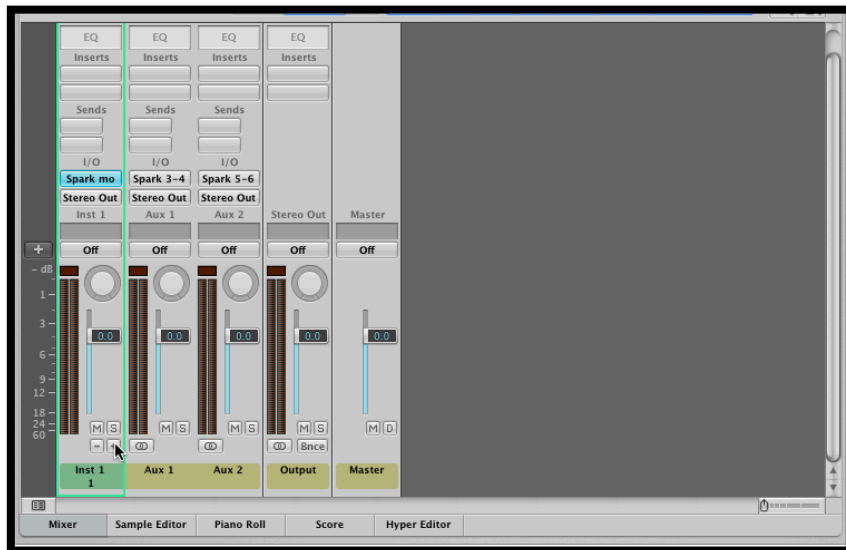 EQ EQ EQ EQ
Inserts Inserts Inserts Inserts
Sends Sends Sends
I/O I/O I/O
Spark mo Spark 3-4 Spark 5-6
Stereo Out Stereo Out Stereo Out
Inst 1 Aux 1 Aux 2 Stereo Out Master
+ Off Off Off Off Off
- dB
1
3
0.0 0.0 0.0 0.0 0.0
6
9
12
18
24
M S M S M S M S M D
60
- + Bnce
Inst 1 Aux 1 Aux 2 Output Master
1
Mixer Sample Editor Piano Roll Score Hyper Editor